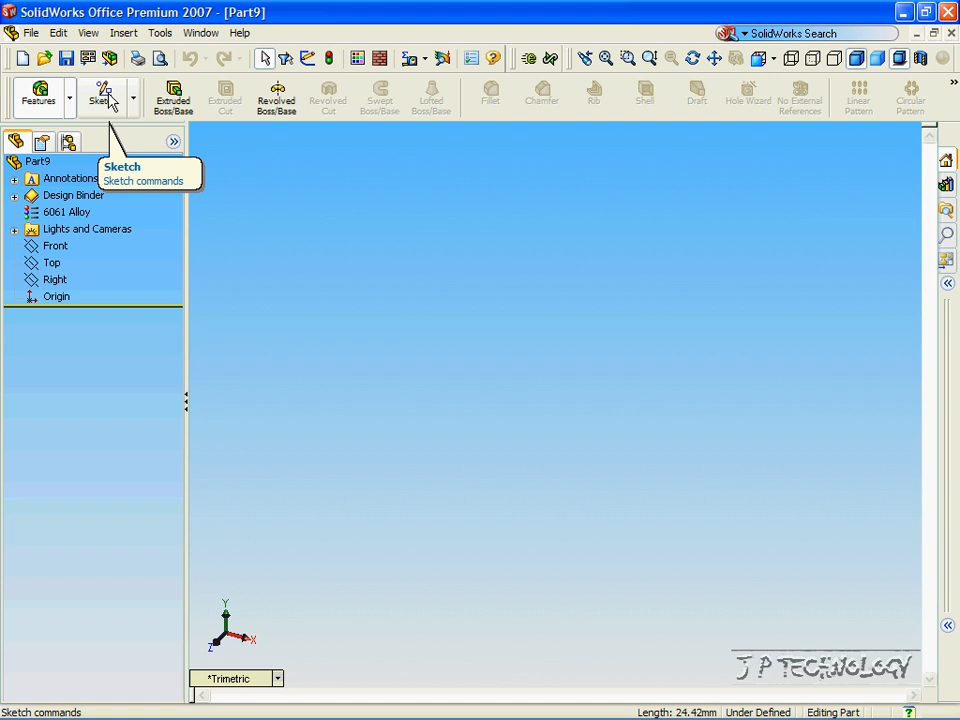 SolidWorks Office Premium 2007 - [Part9]
File Edit View Insert Tools Window Help
SolidWorks Search
Features
Sketch
Extruded Boss/Base
Extruded Cut
Revolved Boss/Base
Revolved Cut
Swept Boss/Base
Lofted Boss/Base
Fillet
Chamfer
Rib
Shell
Draft
Hole Wizard
No External References
Linear Pattern
Circular Pattern
Part9
Sketch
Sketch commands
Annotations
Design Binder
6061 Alloy
Lights and Cameras
Front
Top
Right
Origin
Y
X
Z
*Trimetric
J P TECHNOLOGY
Sketch commands
Length: 24.42mm Under Defined Editing Part